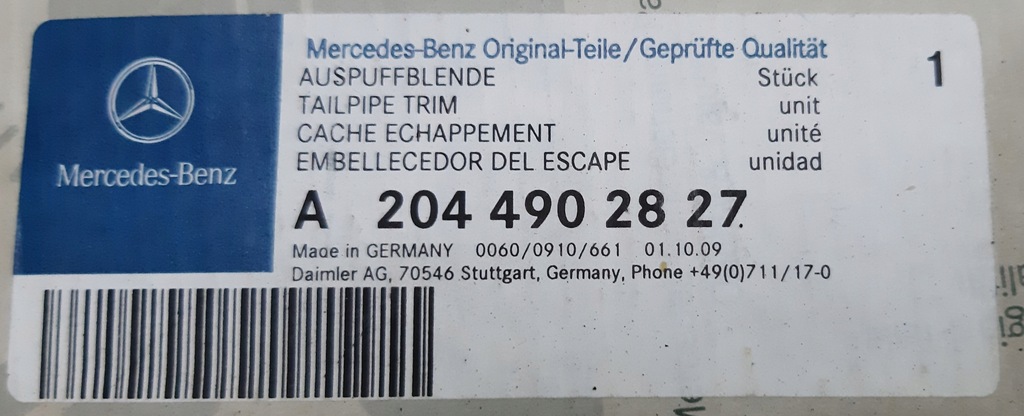 Mercedes-Benz
Mercedes-Benz Original-Teile/Geprüfte Qualität
AUSPUFFBLENDE Stück 1
TAILPIPE TRIM unit
CACHE ECHAPPEMENT unité
EMBELLECEDOR DEL ESCAPE unidad
A 204 490 28 27
Made in GERMANY 0060/0910/661 01.10.09
Daimler AG, 70546 Stuttgart, Germany, Phone +49(0)711/17-0